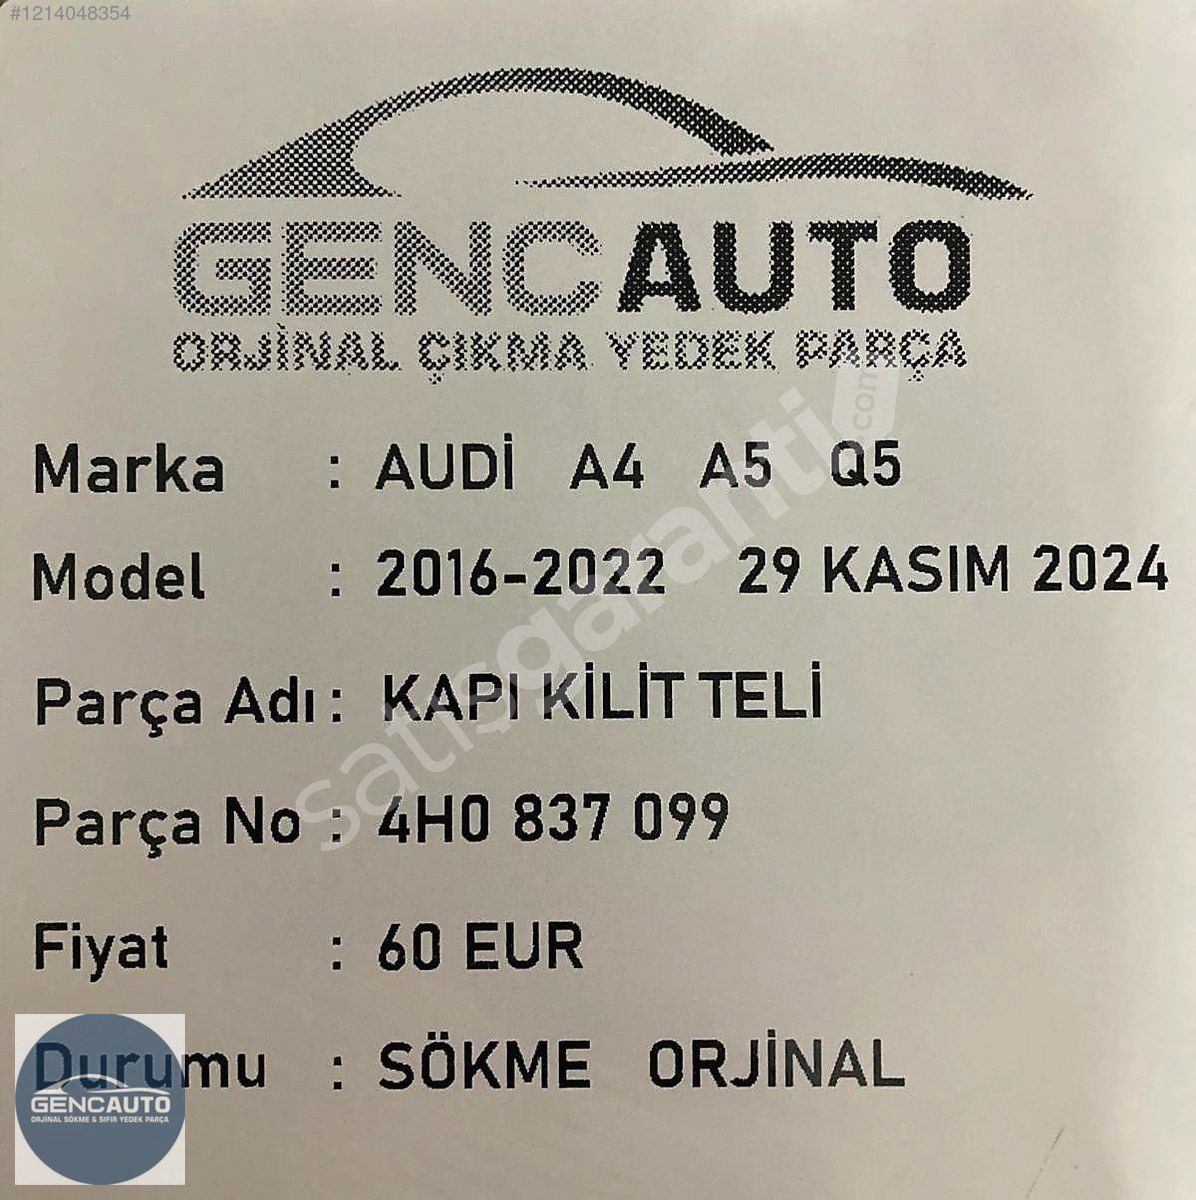 #1214048354
GENCAUTO
ORJİNAL ÇIKMA YEDEK PARÇA
Marka : AUDİ A4 A5 Q5
Model : 2016-2022 29 KASIM 2024
Parça Adı : KAPI KİLİT TELİ
Parça No : 4H0 837 099
Fiyat : 60 EUR
Durumu : SÖKME ORJİNAL
GENCAUTO
ORJİNAL SÖKME & SIFIR YEDEK PARÇA
satışgaranti.com